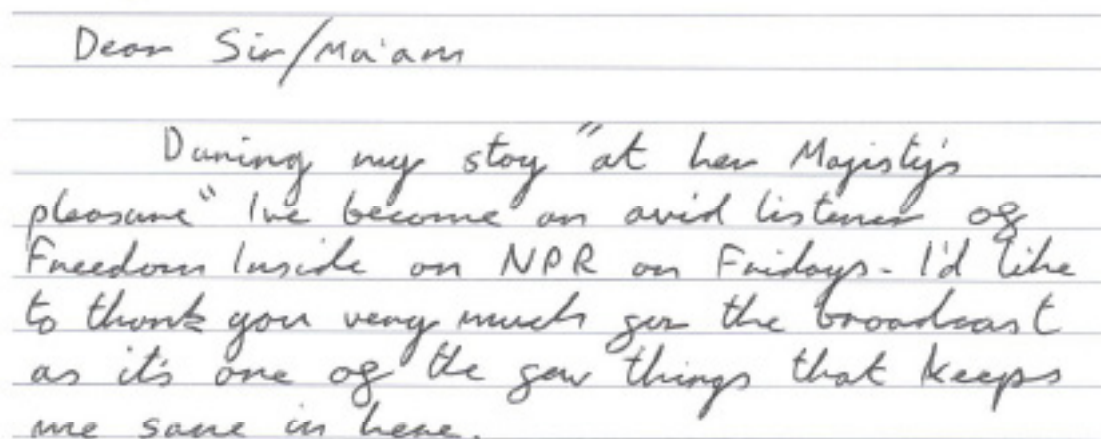 Dear Sir/Ma'am
During my stay "at her Majisty's
pleasure" I've become an avid listener of
Freedom Inside on NPR on Fridays. I'd like
to thank you very much for the broadcast
as it's one of the few things that keeps
me sane in here.